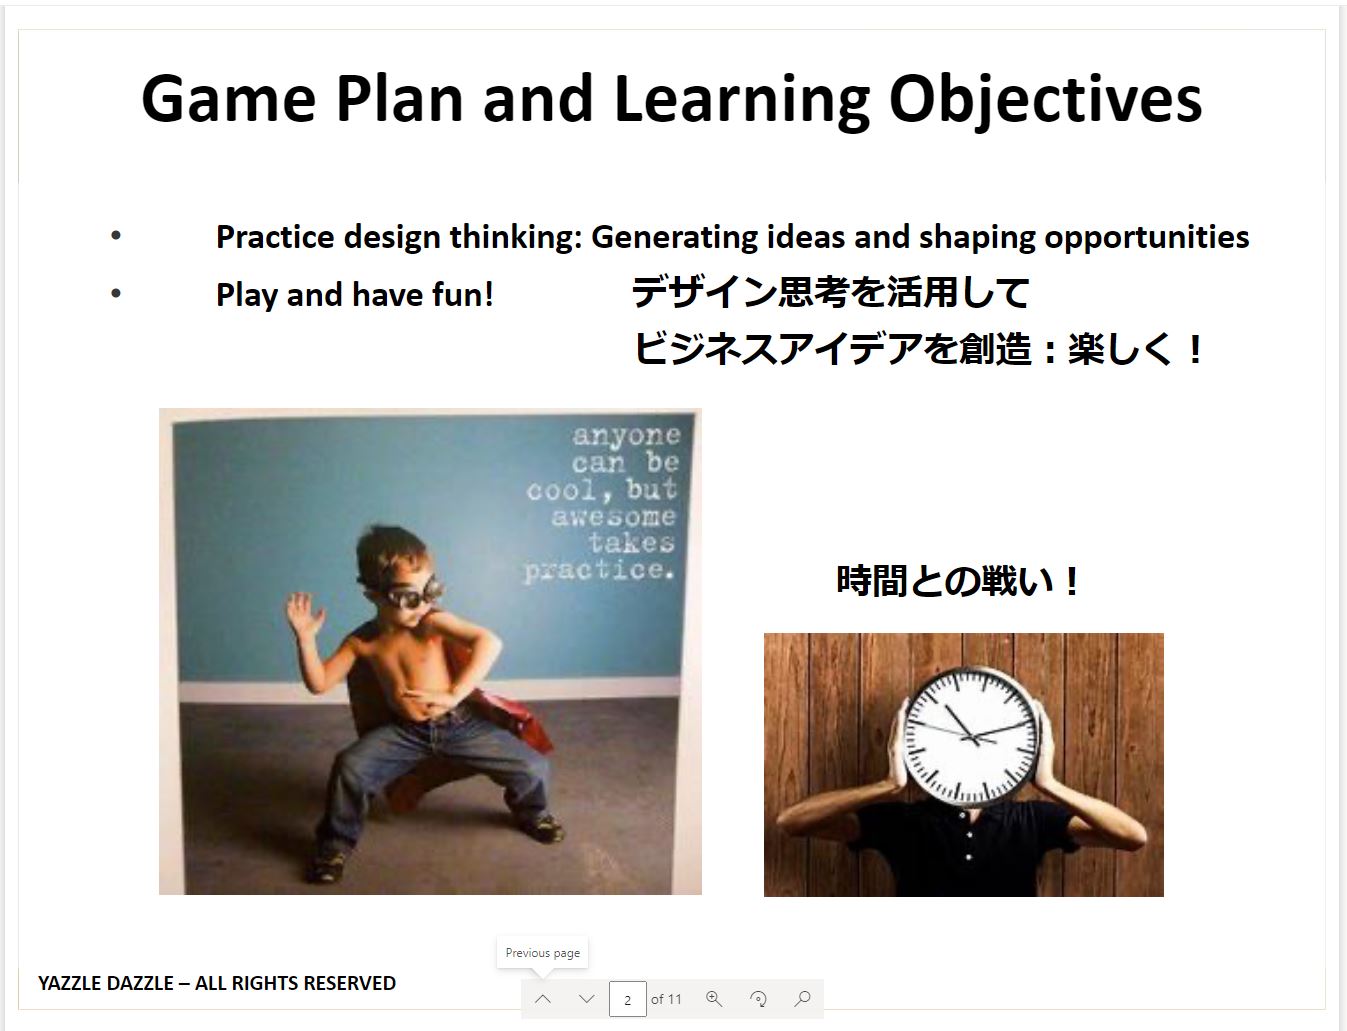 Game Plan and Learning Objectives
• Practice design thinking: Generating ideas and shaping opportunities
• Play and have fun!
デザイン思考を活用して
ビジネスアイデアを創造：楽しく！
anyone
can be
cool, but
awesome
takes
practice.
時間との戦い！
YAZZLE DAZZLE – ALL RIGHTS RESERVED
Previous page
2 of 11